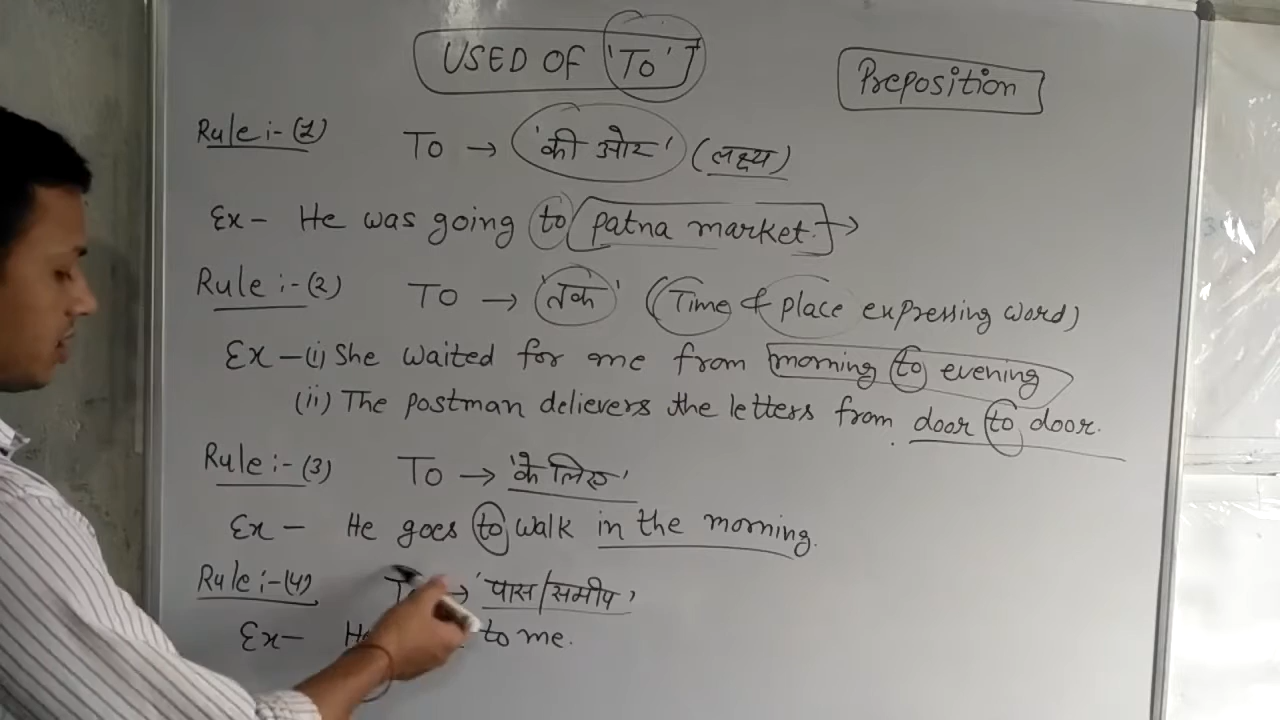 USED OF 'TO'
Preposition
Rule :- (1) TO → 'की ओर' (लक्ष्य)
Ex - He was going to patna market.
Rule :- (2) TO → 'तक' (Time & place expressing word)
Ex - (i) She waited for me from morning to evening
(ii) The postman delievers the letters from door to door.
Rule :- (3) TO → 'के लिए'
Ex - He goes to walk in the morning.
Rule :- (4) To → 'पास/समीप'
Ex - He to me.